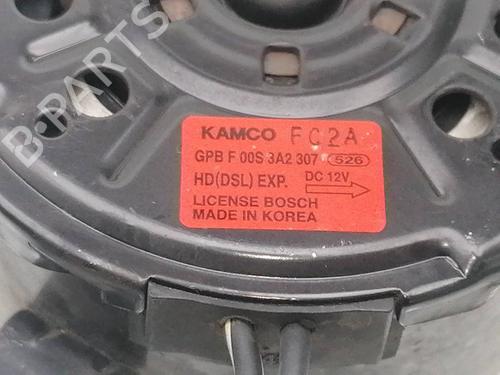 B-PARTS
KAMCO FC2A
GPB F 00S 3A2 307 526
HD(DSL) EXP. DC 12V
LICENSE BOSCH
MADE IN KOREA